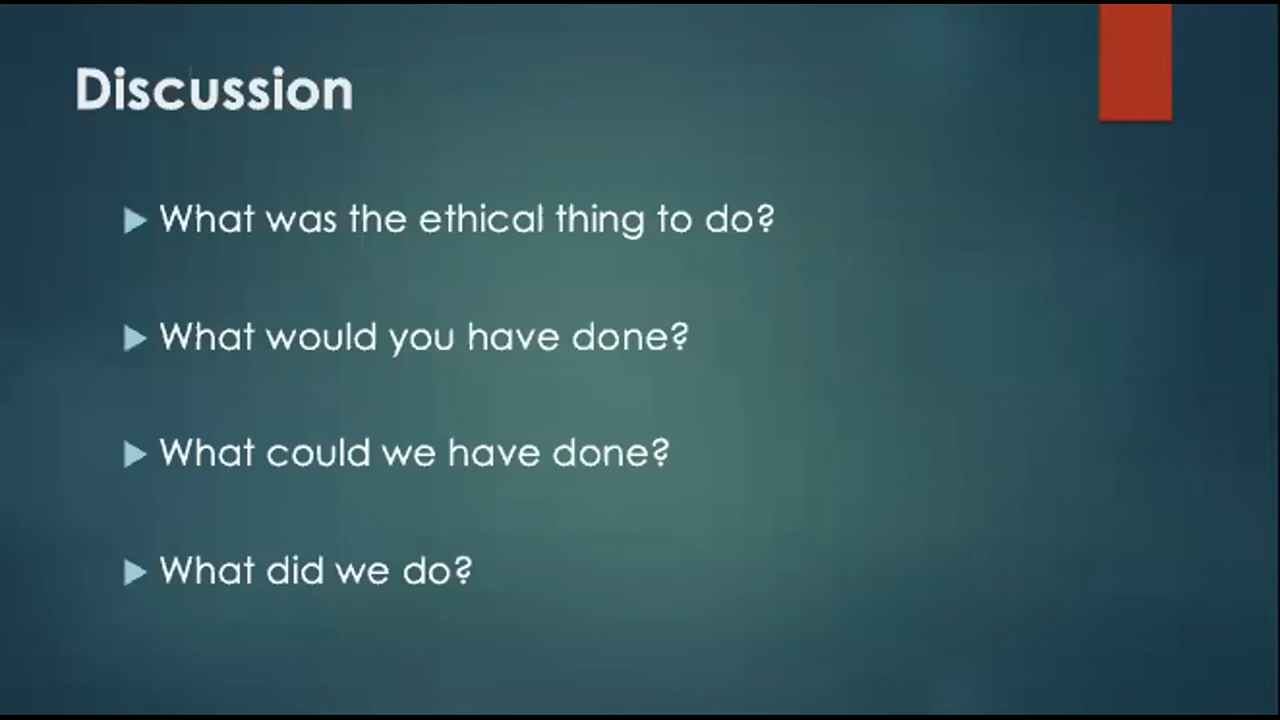 Discussion
What was the ethical thing to do?
What would you have done?
What could we have done?
What did we do?